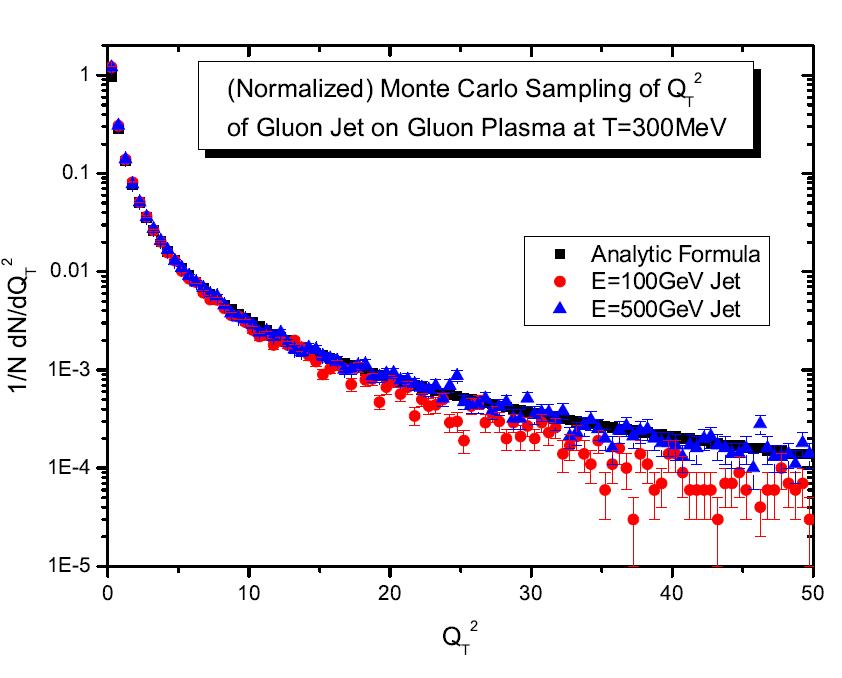 (Normalized) Monte Carlo Sampling of Q_T^2
of Gluon Jet on Gluon Plasma at T=300MeV
Analytic Formula
E=100GeV Jet
E=500GeV Jet
1/N dN/dQ_T^2
1
0.1
0.01
1E-3
1E-4
1E-5
0 10 20 30 40 50
Q_T^2